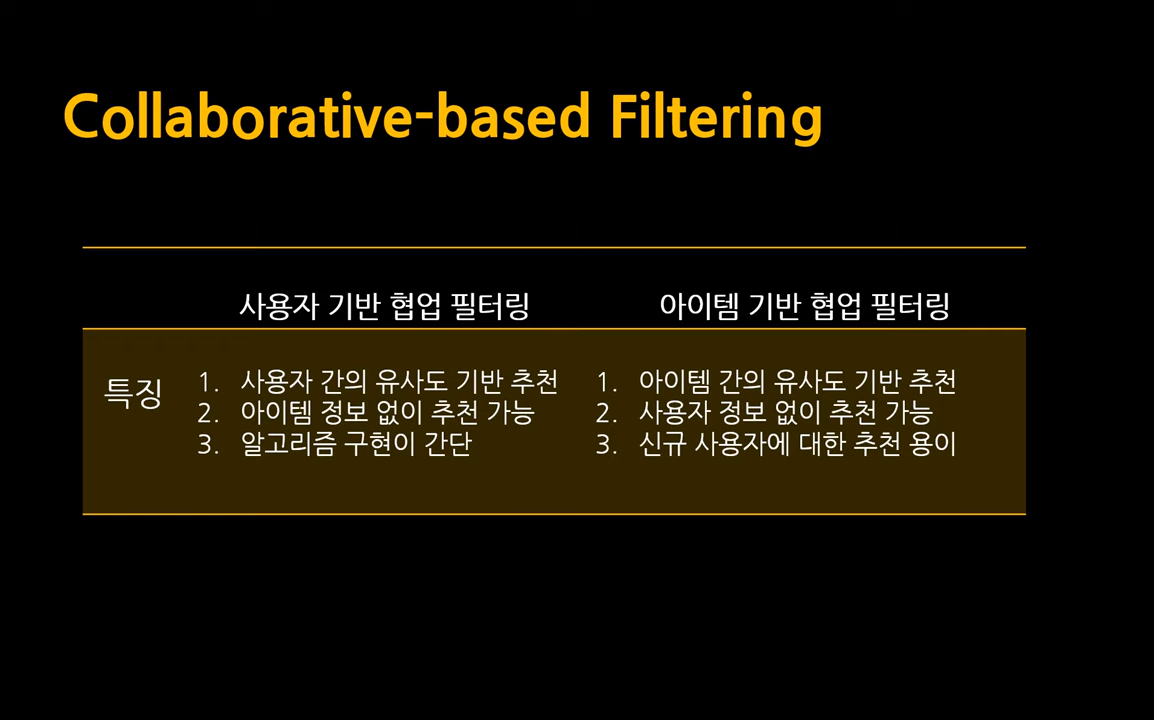 Collaborative-based Filtering
사용자 기반 협업 필터링 아이템 기반 협업 필터링
특징
1. 사용자 간의 유사도 기반 추천
2. 아이템 정보 없이 추천 가능
3. 알고리즘 구현이 간단
1. 아이템 간의 유사도 기반 추천
2. 사용자 정보 없이 추천 가능
3. 신규 사용자에 대한 추천 용이